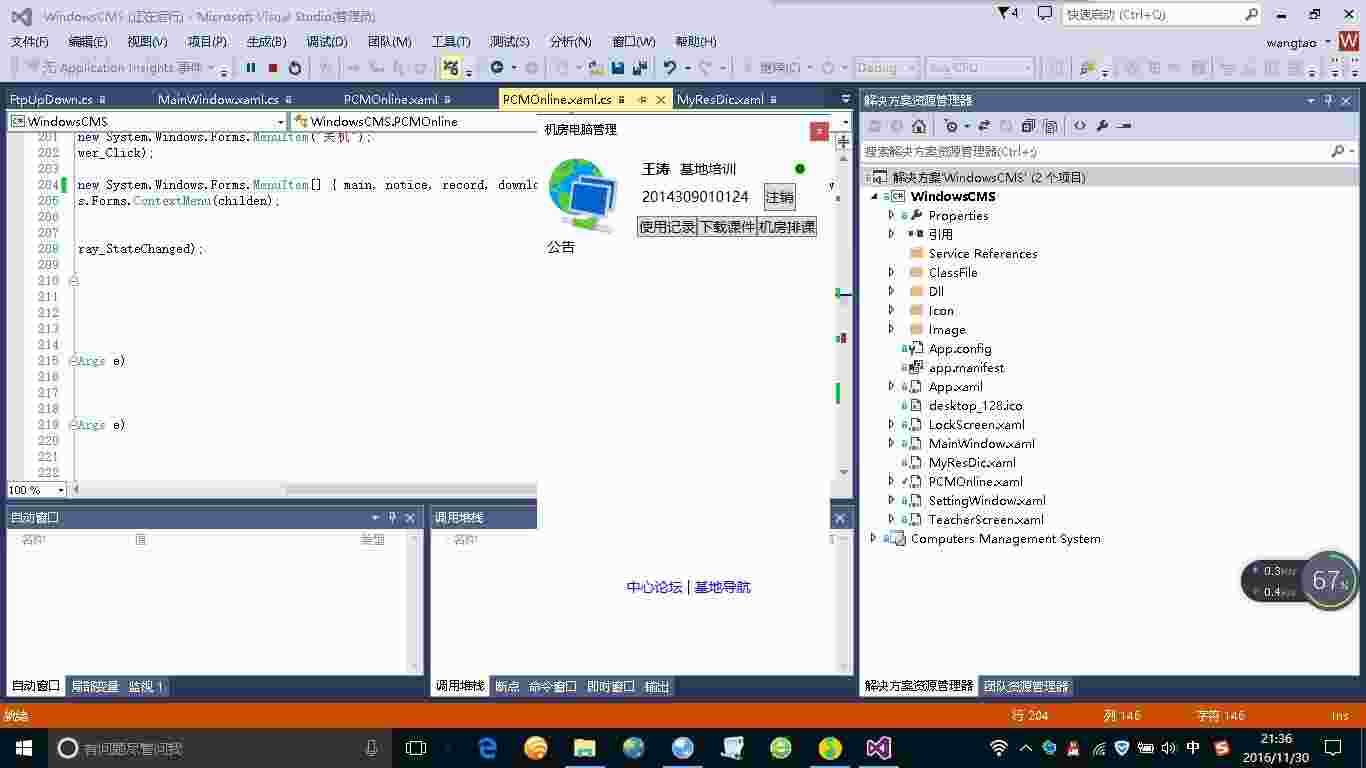 WindowsCMS (正在运行) - Microsoft Visual Studio(管理员)
4
快速启动 (Ctrl+Q)
文件(F) 编辑(E) 视图(V) 项目(P) 生成(B) 调试(D) 团队(M) 工具(T) 测试(S) 分析(N) 窗口(W) 帮助(H)
wangtao
W
无 Application Insights 事件
继续(C)
Debug
Any CPU
FtpUpDown.cs
MainWindow.xaml.cs
PCMOnline.xaml
PCMOnline.xaml.cs
MyResDic.xaml
WindowsCMS
WindowsCMS.PCMOnline
201 new System.Windows.Forms.MenuItem("关机");
202 wer_Click);
203
204 new System.Windows.Forms.MenuItem[] { main, notice, record, downlo
205 s.Forms.ContextMenu(childen);
206
207
208 ray_StateChanged);
209
210
211
212
213
214
215 Args e)
216
217
218
219 Args e)
220
221
222
100 %
机房电脑管理
x
王涛 基地培训
2014309010124 注销
使用记录 下载课件 机房排课
公告
中心论坛 | 基地导航
自动窗口
名称 值 类型
自动窗口 局部变量 监视 1
调用堆栈
名称
调用堆栈 断点 命令窗口 即时窗口 输出
解决方案资源管理器
搜索解决方案资源管理器(Ctrl+;)
解决方案'WindowsCMS' (2 个项目)
WindowsCMS
Properties
引用
Service References
ClassFile
Dll
Icon
Image
App.config
app.manifest
App.xaml
desktop_128.ico
LockScreen.xaml
MainWindow.xaml
MyResDic.xaml
PCMOnline.xaml
SettingWindow.xaml
TeacherScreen.xaml
Computers Management System
0.3K/s
0.4K/s
67%
解决方案资源管理器 团队资源管理器
就绪
行 204 列 146 字符 146 Ins
有问题尽管问我
中
21:36
2016/11/30